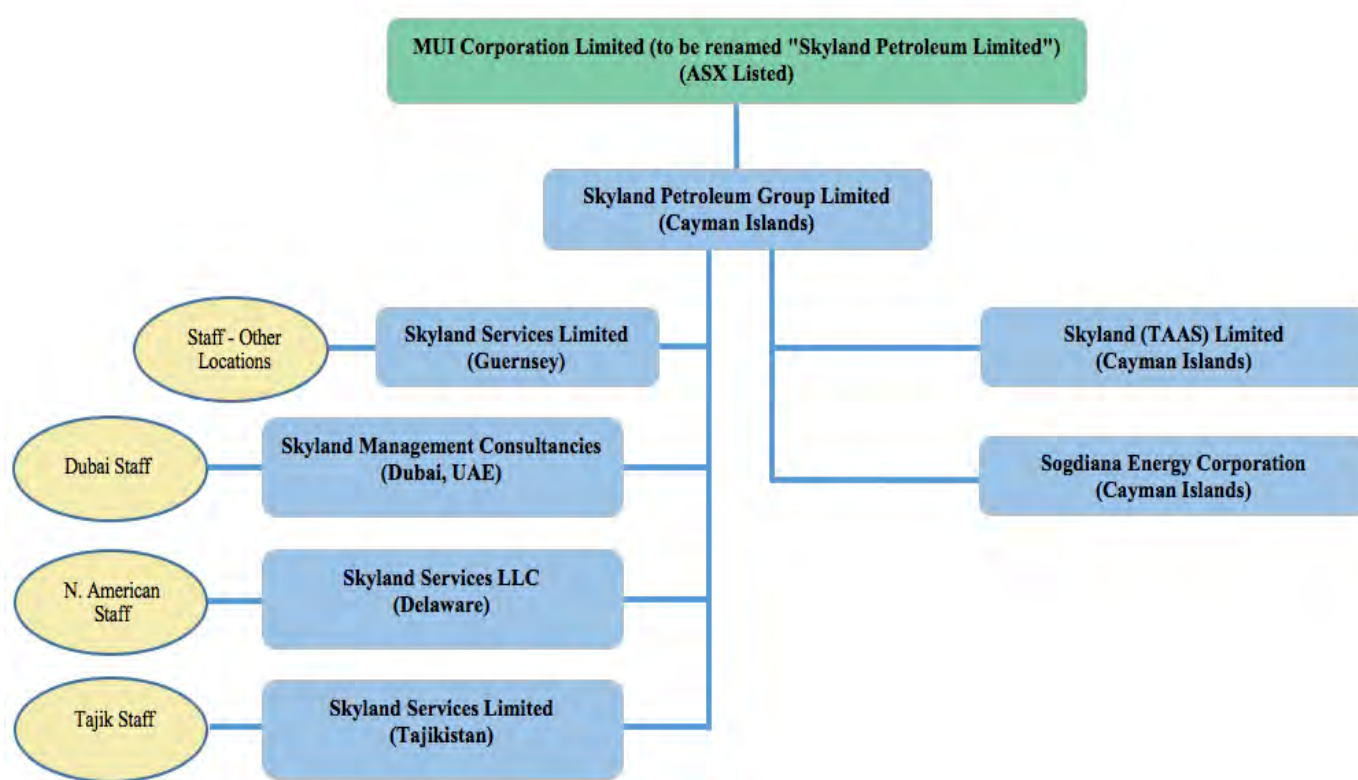 MUI Corporation Limited (to be renamed "Skyland Petroleum Limited")
(ASX Listed)
Skyland Petroleum Group Limited
(Cayman Islands)
Staff - Other
Locations
Skyland Services Limited
(Guernsey)
Skyland (TAAS) Limited
(Cayman Islands)
Dubai Staff
Skyland Management Consultancies
(Dubai, UAE)
Sogdiana Energy Corporation
(Cayman Islands)
N. American
Staff
Skyland Services LLC
(Delaware)
Tajik Staff
Skyland Services Limited
(Tajikistan)